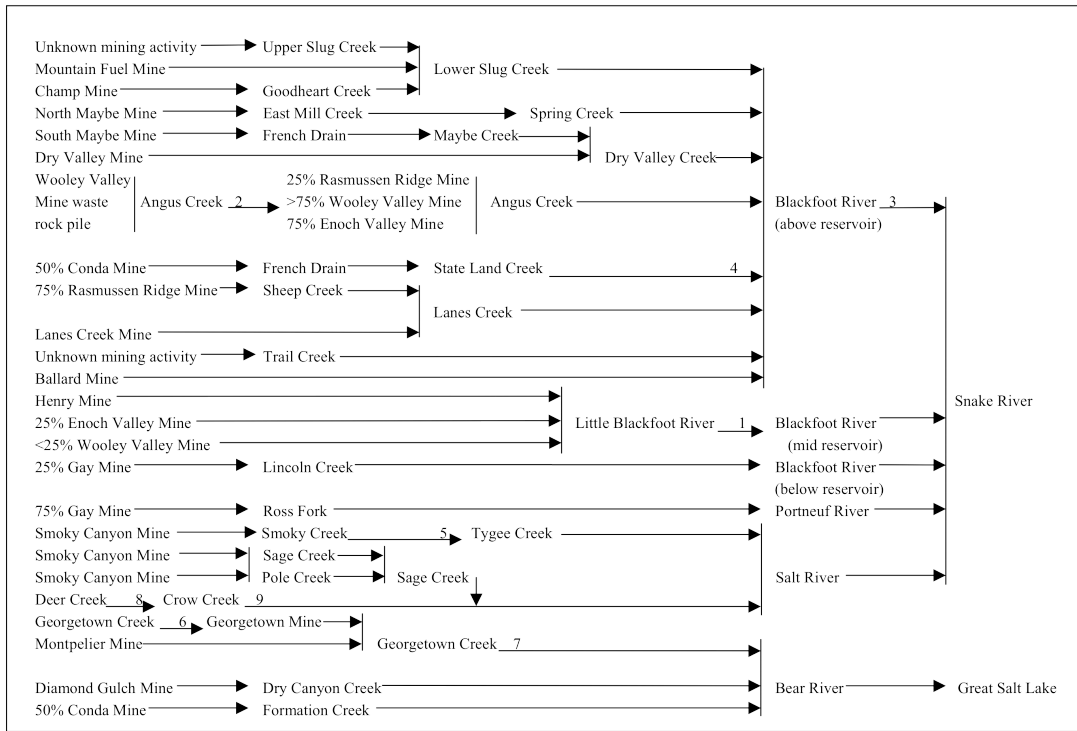 Unknown mining activity Upper Slug Creek
Mountain Fuel Mine Lower Slug Creek
Champ Mine Goodheart Creek
North Maybe Mine East Mill Creek Spring Creek
South Maybe Mine French Drain Maybe Creek
Dry Valley Mine Dry Valley Creek
Wooley Valley 25% Rasmussen Ridge Mine
Mine waste Angus Creek 2 >75% Wooley Valley Mine Angus Creek Blackfoot River 3
rock pile 75% Enoch Valley Mine (above reservoir)
50% Conda Mine French Drain State Land Creek 4
75% Rasmussen Ridge Mine Sheep Creek
Lanes Creek
Lanes Creek Mine
Unknown mining activity Trail Creek
Ballard Mine
Henry Mine Snake River
25% Enoch Valley Mine Little Blackfoot River 1 Blackfoot River
<25% Wooley Valley Mine (mid reservoir)
25% Gay Mine Lincoln Creek Blackfoot River
(below reservoir)
75% Gay Mine Ross Fork Portneuf River
Smoky Canyon Mine Smoky Creek 5 Tygee Creek
Smoky Canyon Mine Sage Creek
Smoky Canyon Mine Pole Creek Sage Creek Salt River
Deer Creek 8 Crow Creek 9
Georgetown Creek 6 Georgetown Mine
Montpelier Mine Georgetown Creek 7
Diamond Gulch Mine Dry Canyon Creek Bear River Great Salt Lake
50% Conda Mine Formation Creek